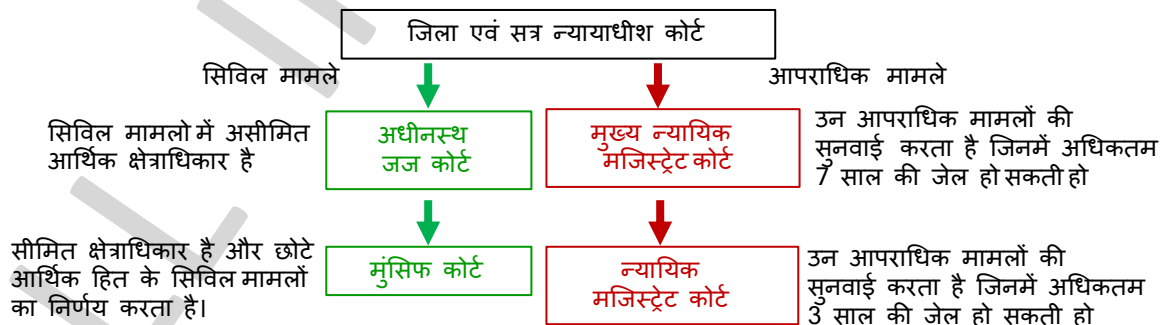 जिला एवं सत्र न्यायाधीश कोर्ट
सिविल मामले
आपराधिक मामले
सिविल मामलो में असीमित
आर्थिक क्षेत्राधिकार है
अधीनस्थ
जज कोर्ट
मुख्य न्यायिक
मजिस्ट्रेट कोर्ट
उन आपराधिक मामलों की
सुनवाई करता है जिनमें अधिकतम
7 साल की जेल हो सकती हो
सीमित क्षेत्राधिकार है और छोटे
आर्थिक हित के सिविल मामलों
का निर्णय करता है।
मुंसिफ कोर्ट
न्यायिक
मजिस्ट्रेट कोर्ट
उन आपराधिक मामलों की
सुनवाई करता है जिनमें अधिकतम
3 साल की जेल हो सकती हो